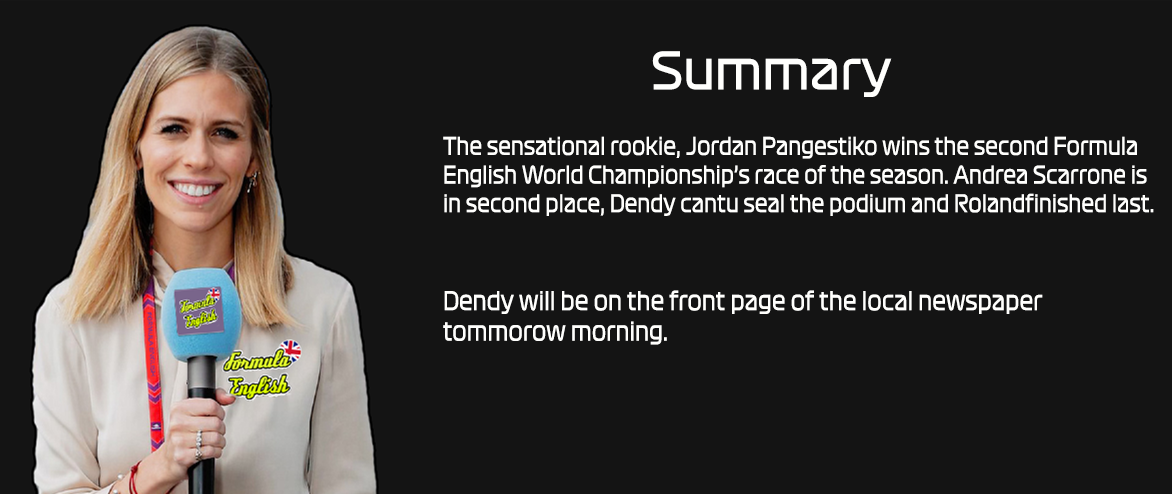 Summary
The sensational rookie, Jordan Pangestiko wins the second Formula
English World Championship's race of the season. Andrea Scarrone is
in second place, Dendy cantu seal the podium and Rolandfinished last.
Dendy will be on the front page of the local newspaper
tommorow morning.
Formula
English
Formula
English